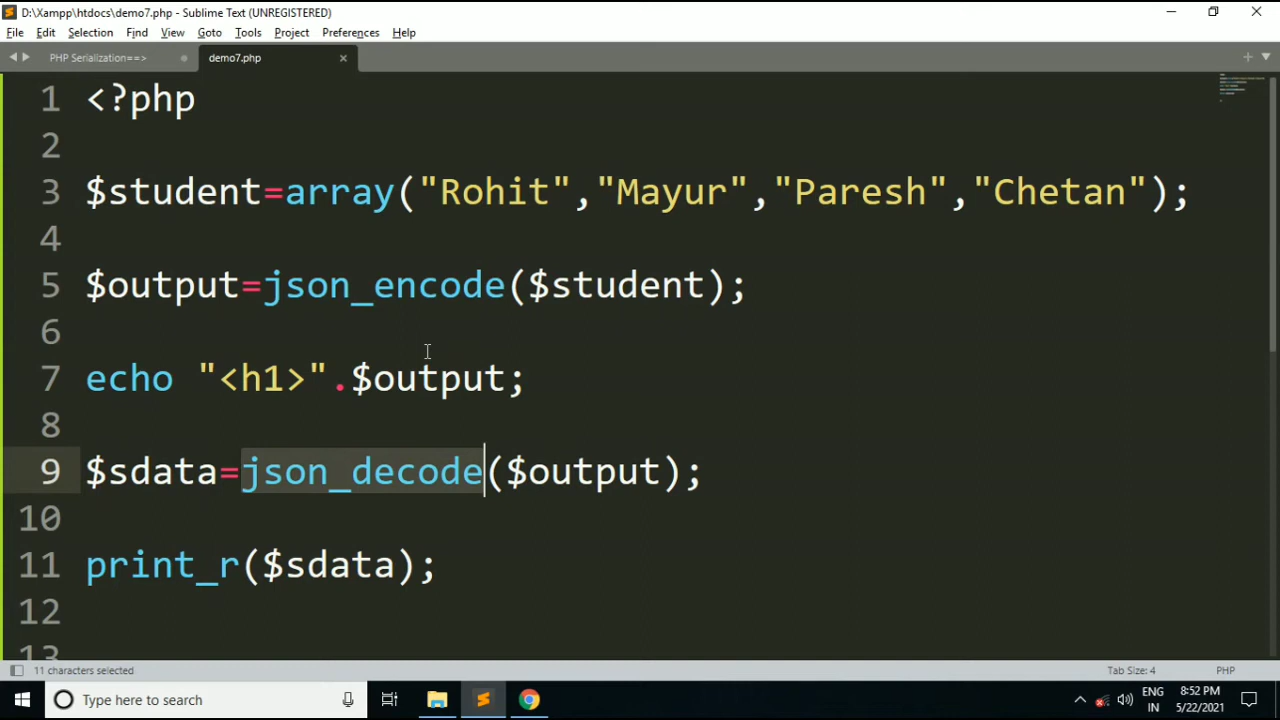 D:\Xampp\htdocs\demo7.php - Sublime Text (UNREGISTERED)
File Edit Selection Find View Goto Tools Project Preferences Help
PHP Serialization==> demo7.php
1 <?php
2
3 $student=array("Rohit","Mayur","Paresh","Chetan");
4
5 $output=json_encode($student);
6
7 echo "<h1>".$output;
8
9 $sdata=json_decode($output);
10
11 print_r($sdata);
12
13
11 characters selected Tab Size: 4 PHP
Type here to search ENG IN 8:52 PM 5/22/2021